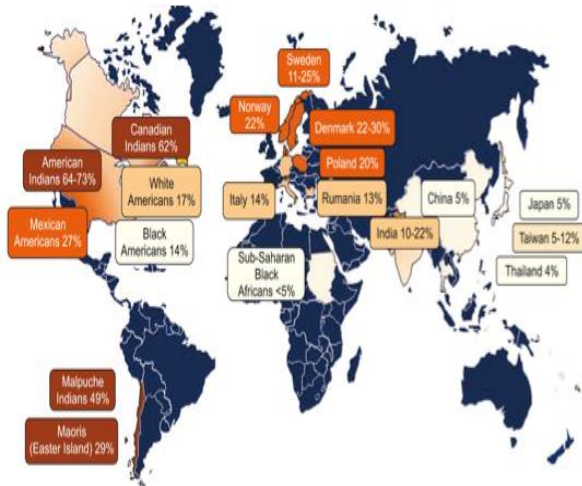 Sweden
11-25%
Norway
22%
Denmark 22-30%
Poland 20%
Canadian
Indians 62%
American
Indians 64-73%
White
Americans 17%
Mexican
Americans 27%
Black
Americans 14%
Italy 14%
Rumania 13%
China 5%
Japan 5%
India 10-22%
Taiwan 5-12%
Thailand 4%
Sub-Saharan
Black
Africans <5%
Malpuche
Indians 49%
Maoris
(Easter Island) 29%